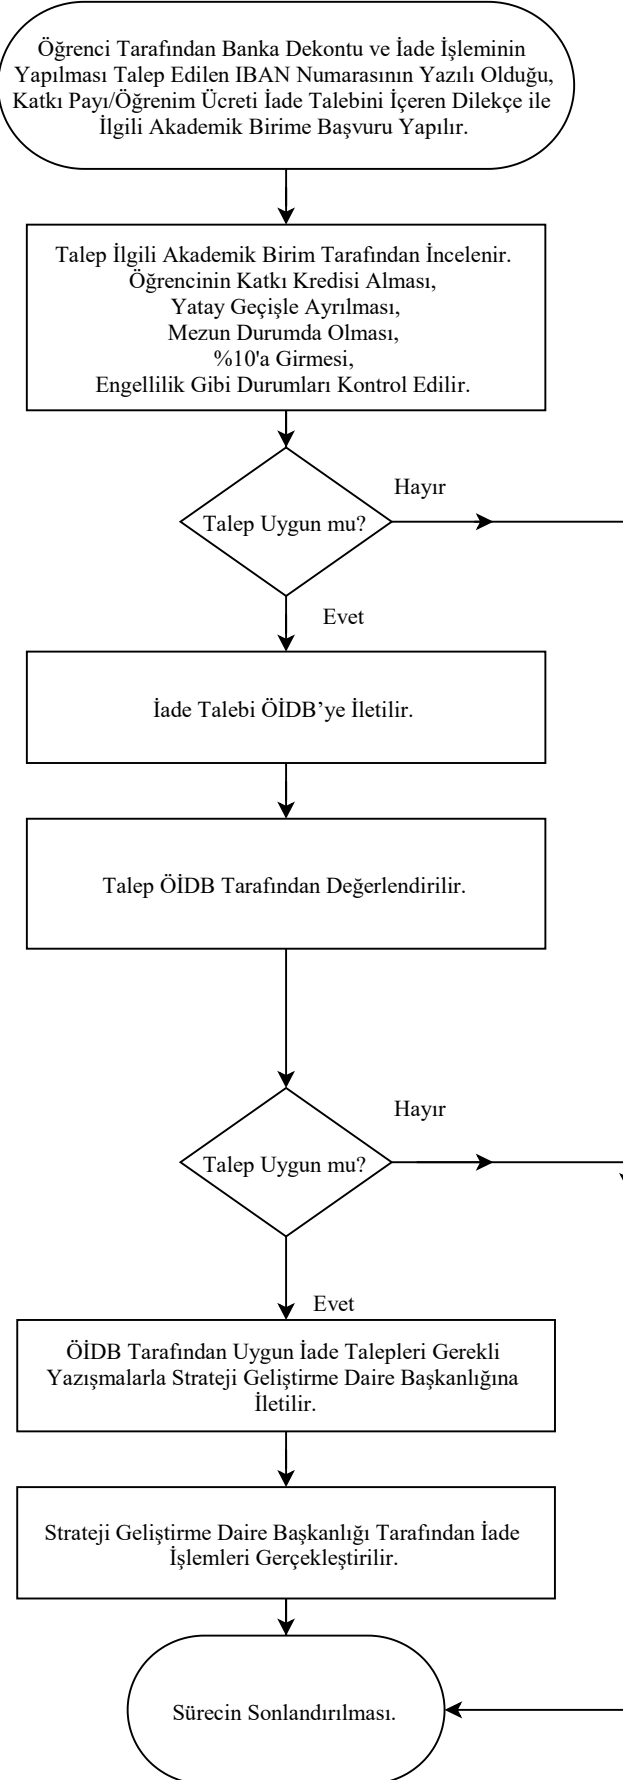 Öğrenci Tarafından Banka Dekontu ve İade İşleminin
Yapılması Talep Edilen IBAN Numarasının Yazılı Olduğu,
Katkı Payı/Öğrenim Ücreti İade Talebini İçeren Dilekçe ile
İlgili Akademik Birime Başvuru Yapılır.
Talep İlgili Akademik Birim Tarafından İncelenir.
Öğrencinin Katkı Kredisi Alması,
Yatay Geçişle Ayrılması,
Mezun Durumda Olması,
%10'a Girmesi,
Engellilik Gibi Durumları Kontrol Edilir.
Hayır
Talep Uygun mu?
Evet
İade Talebi ÖİDB’ye İletilir.
Talep ÖİDB Tarafından Değerlendirilir.
Hayır
Talep Uygun mu?
Evet
ÖİDB Tarafından Uygun İade Talepleri Gerekli
Yazışmalarla Strateji Geliştirme Daire Başkanlığına
İletilir.
Strateji Geliştirme Daire Başkanlığı Tarafından İade
İşlemleri Gerçekleştirilir.
Sürecin Sonlandırılması.